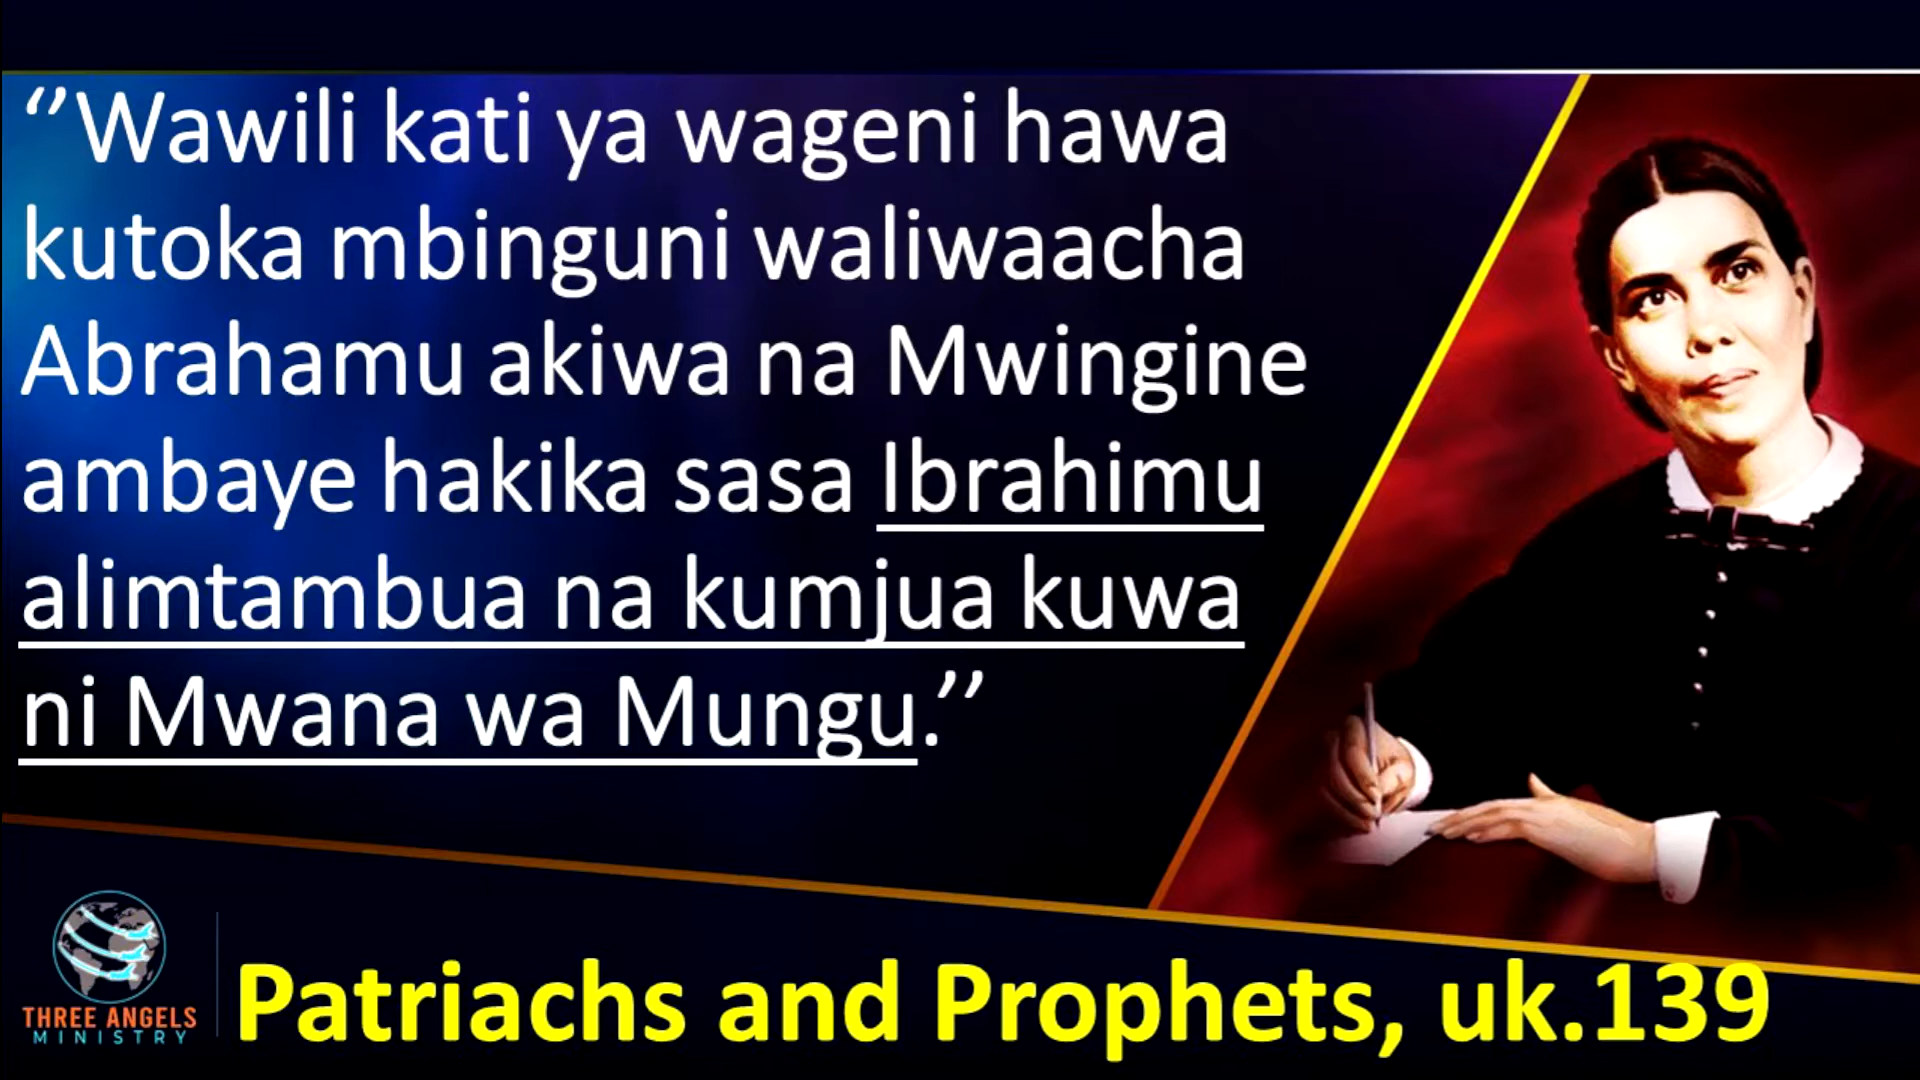 ‘’Wawili kati ya wageni hawa
kutoka mbinguni waliwaacha
Abrahamu akiwa na Mwingine
ambaye hakika sasa Ibrahimu
alimtambua na kumjua kuwa
ni Mwana wa Mungu.’’
THREE ANGELS
MINISTRY
Patriachs and Prophets, uk.139